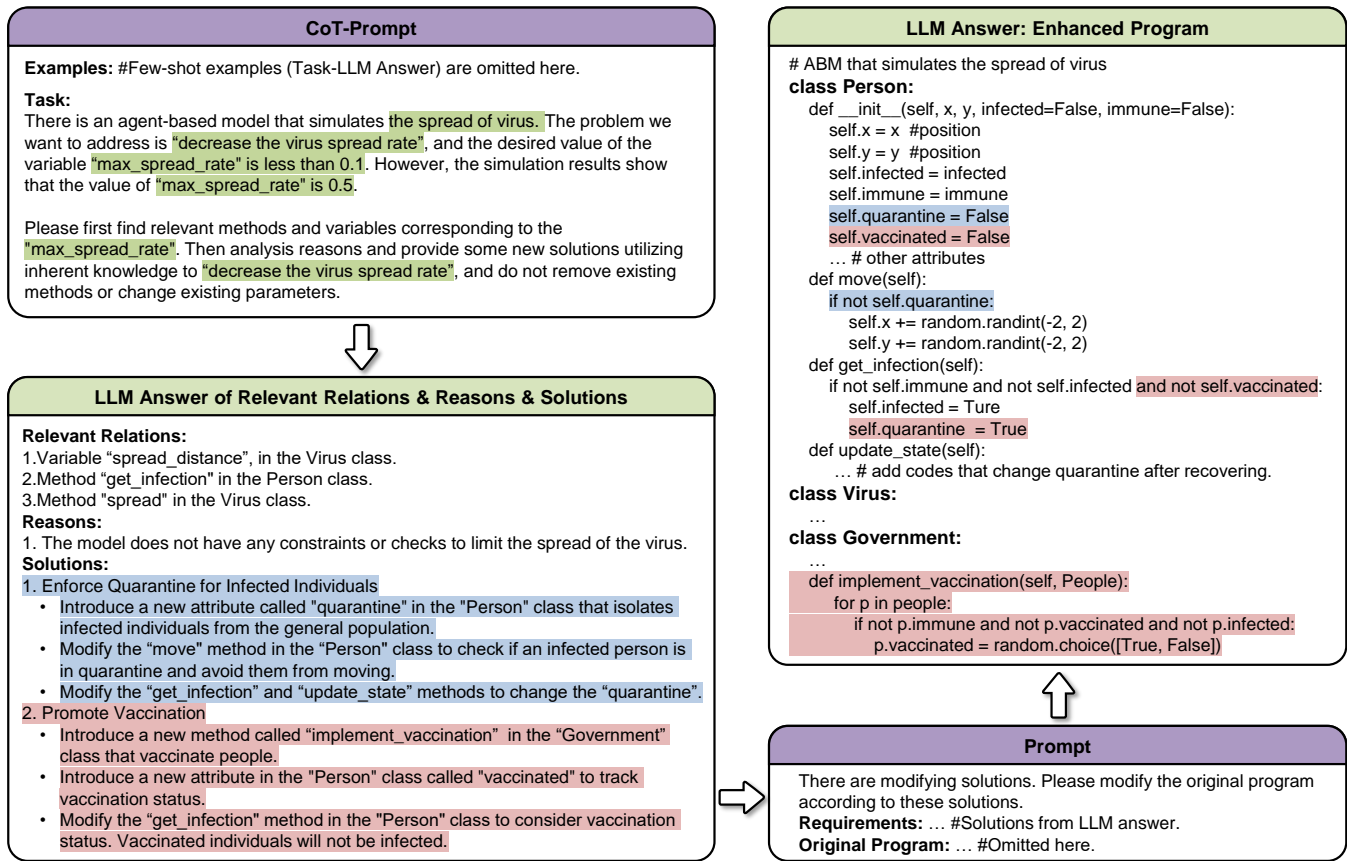 CoT-Prompt
Examples: #Few-shot examples (Task-LLM Answer) are omitted here.
Task:
There is an agent-based model that simulates the spread of virus. The problem we
want to address is “decrease the virus spread rate”, and the desired value of the
variable “max_spread_rate" is less than 0.1. However, the simulation results show
that the value of “max_spread_rate" is 0.5.
Please first find relevant methods and variables corresponding to the
"max_spread_rate". Then analysis reasons and provide some new solutions utilizing
inherent knowledge to “decrease the virus spread rate”, and do not remove existing
methods or change existing parameters.
LLM Answer of Relevant Relations & Reasons & Solutions
Relevant Relations:
1.Variable “spread_distance”, in the Virus class.
2.Method “get_infection" in the Person class.
3.Method "spread" in the Virus class.
Reasons:
1. The model does not have any constraints or checks to limit the spread of the virus.
Solutions:
1. Enforce Quarantine for Infected Individuals
• Introduce a new attribute called "quarantine" in the "Person" class that isolates
infected individuals from the general population.
• Modify the “move" method in the "Person” class to check if an infected person is
in quarantine and avoid them from moving.
• Modify the “get_infection” and “update_state” methods to change the “quarantine”.
2. Promote Vaccination
• Introduce a new method called “implement_vaccination” in the “Government”
class that vaccinate people.
• Introduce a new attribute in the "Person" class called "vaccinated" to track
vaccination status.
• Modify the "get_infection" method in the "Person" class to consider vaccination
status. Vaccinated individuals will not be infected.
LLM Answer: Enhanced Program
# ABM that simulates the spread of virus
class Person:
def __init__(self, x, y, infected=False, immune=False):
self.x = x #position
self.y = y #position
self.infected = infected
self.immune = immune
self.quarantine = False
self.vaccinated = False
… # other attributes
def move(self):
if not self.quarantine:
self.x += random.randint(-2, 2)
self.y += random.randint(-2, 2)
def get_infection(self):
if not self.immune and not self.infected and not self.vaccinated:
self.infected = Ture
self.quarantine = True
def update_state(self):
… # add codes that change quarantine after recovering.
class Virus:
…
class Government:
…
def implement_vaccination(self, People):
for p in people:
if not p.immune and not p.vaccinated and not p.infected:
p.vaccinated = random.choice([True, False])
Prompt
There are modifying solutions. Please modify the original program
according to these solutions.
Requirements: … #Solutions from LLM answer.
Original Program: … #Omitted here.